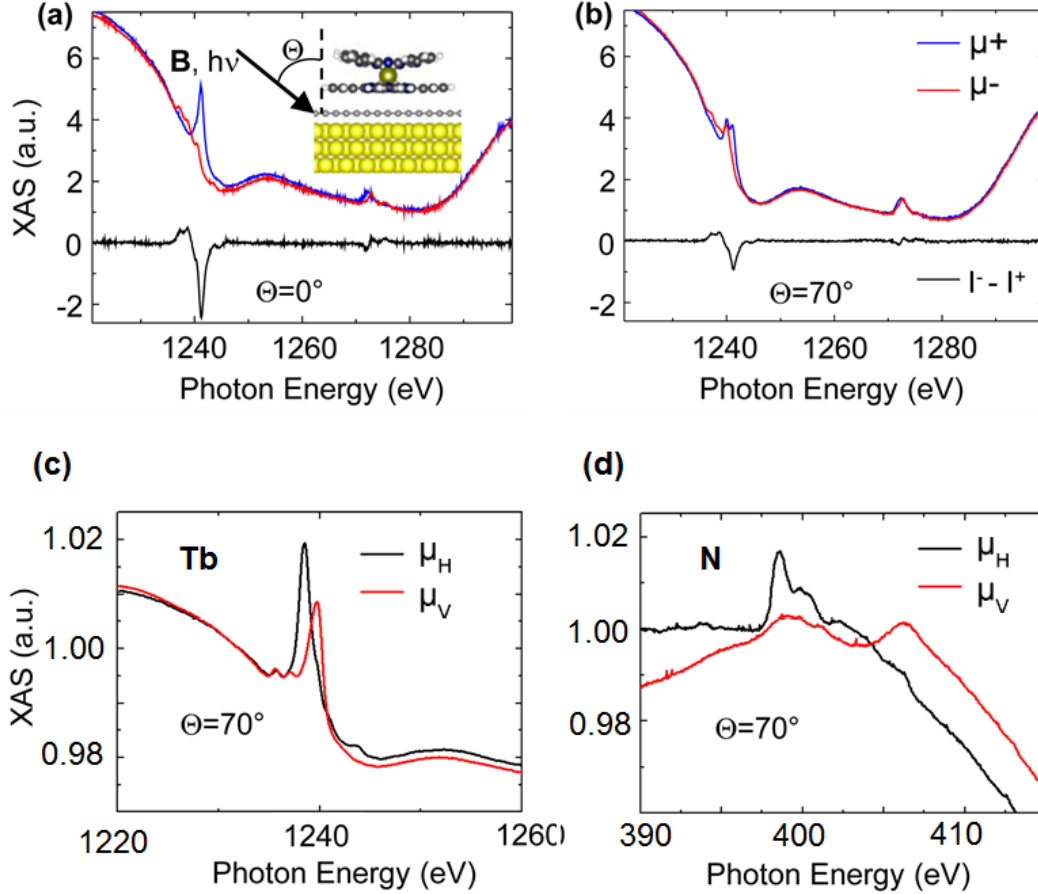 (a)
B, hν
Θ
6
4
2
0
-2
XAS (a.u.)
Θ=0°
1240 1260 1280
Photon Energy (eV)
(b)
μ+
μ-
6
4
2
0
-2
Θ=70°
I⁻ - I⁺
1240 1260 1280
Photon Energy (eV)
(c)
1.02
1.00
0.98
XAS (a.u.)
Tb
μH
μV
Θ=70°
1220 1240 1260
Photon Energy (eV)
(d)
1.02
1.00
0.98
N
μH
μV
Θ=70°
390 400 410
Photon Energy (eV)